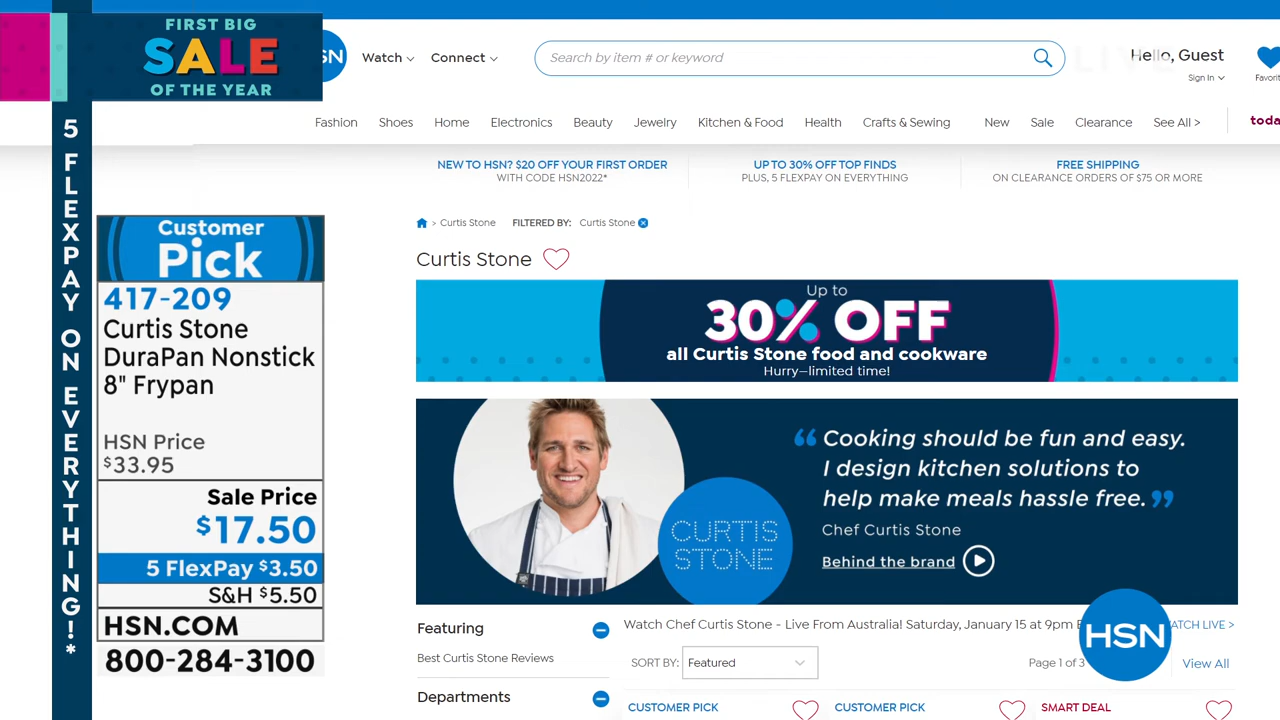 FIRST BIG
SALE
OF THE YEAR
5 FLEXPAY ON EVERYTHING!*
Customer
Pick
417-209
Curtis Stone
DuraPan Nonstick
8" Frypan
HSN Price
$33.95
Sale Price
$17.50
5 FlexPay $3.50
S&H $5.50
HSN.COM
800-284-3100
SN
Watch
Connect
Search by item # or keyword
LIVE
Hello, Guest
Sign In
Favorit
Fashion Shoes Home Electronics Beauty Jewelry Kitchen & Food Health Crafts & Sewing New Sale Clearance See All > toda
NEW TO HSN? $20 OFF YOUR FIRST ORDER
WITH CODE HSN2022*
UP TO 30% OFF TOP FINDS
PLUS, 5 FLEXPAY ON EVERYTHING
FREE SHIPPING
ON CLEARANCE ORDERS OF $75 OR MORE
> Curtis Stone FILTERED BY: Curtis Stone
Curtis Stone
Up to
30% OFF
all Curtis Stone food and cookware
Hurry—limited time!
CURTIS
STONE
“Cooking should be fun and easy.
I design kitchen solutions to
help make meals hassle free.”
Chef Curtis Stone
Behind the brand
Featuring
Best Curtis Stone Reviews
Departments
Watch Chef Curtis Stone - Live From Australia! Saturday, January 15 at 9pm E
ATCH LIVE >
HSN
SORT BY: Featured
Page 1 of 3
View All
CUSTOMER PICK
CUSTOMER PICK
SMART DEAL